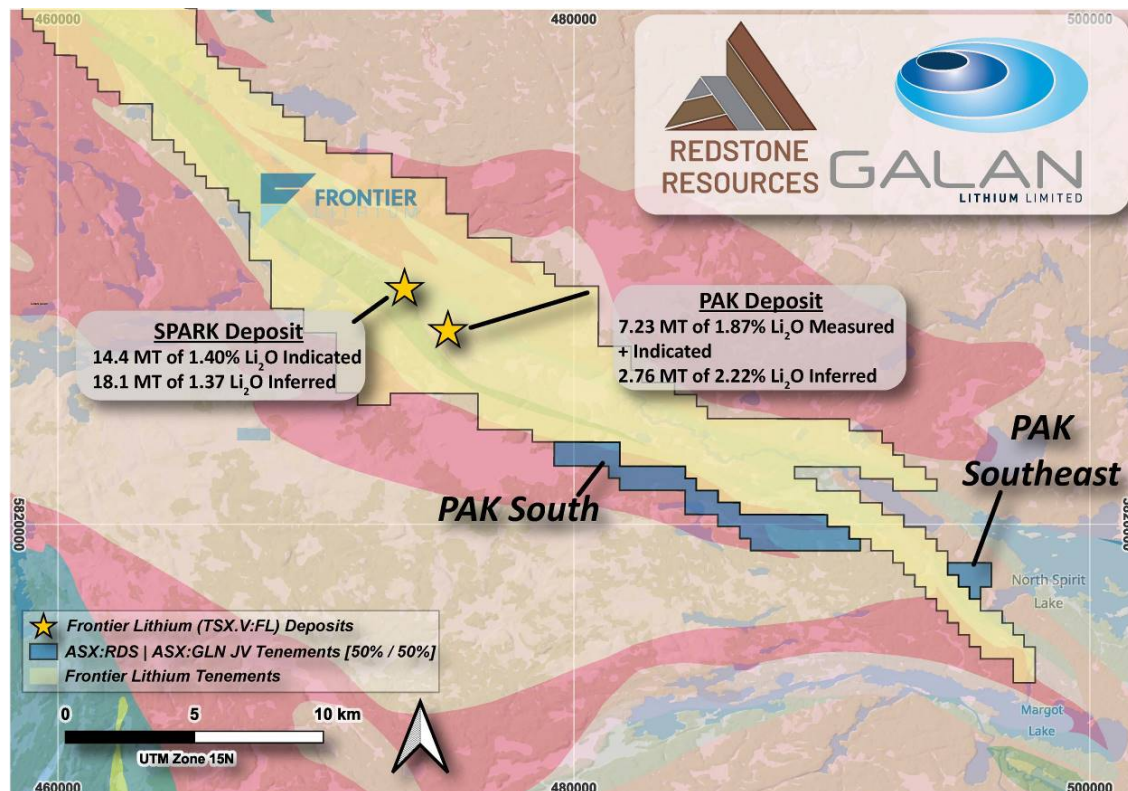 460000
480000
500000
REDSTONE
RESOURCES
GALAN
LITHIUM LIMITED
FRONTIER
LITHIUM
SPARK Deposit
14.4 MT of 1.40% Li₂O Indicated
18.1 MT of 1.37 Li₂O Inferred
PAK Deposit
7.23 MT of 1.87% Li₂O Measured
+ Indicated
2.76 MT of 2.22% Li₂O Inferred
PAK
Southeast
PAK South
5820000
5820000
North Spirit
Lake
Frontier Lithium (TSX.V:FL) Deposits
ASX:RDS | ASX:GLN JV Tenements [50% / 50%]
Frontier Lithium Tenements
0 5 10 km
UTM Zone 15N
Margot
Lake
460000
480000
500000